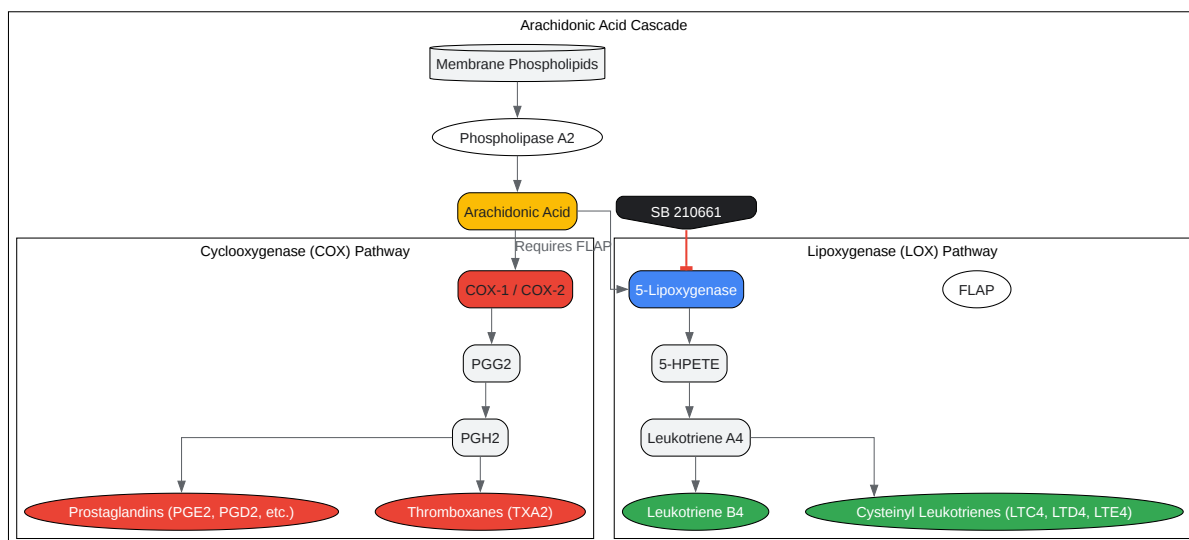 Arachidonic Acid Cascade
Membrane Phospholipids
Phospholipase A2
Arachidonic Acid
SB 210661
Requires FLAP
Cyclooxygenase (COX) Pathway
Lipoxygenase (LOX) Pathway
COX-1 / COX-2
5-Lipoxygenase
FLAP
PGG2
5-HPETE
PGH2
Leukotriene A4
Prostaglandins (PGE2, PGD2, etc.)
Thromboxanes (TXA2)
Leukotriene B4
Cysteinyl Leukotrienes (LTC4, LTD4, LTE4)